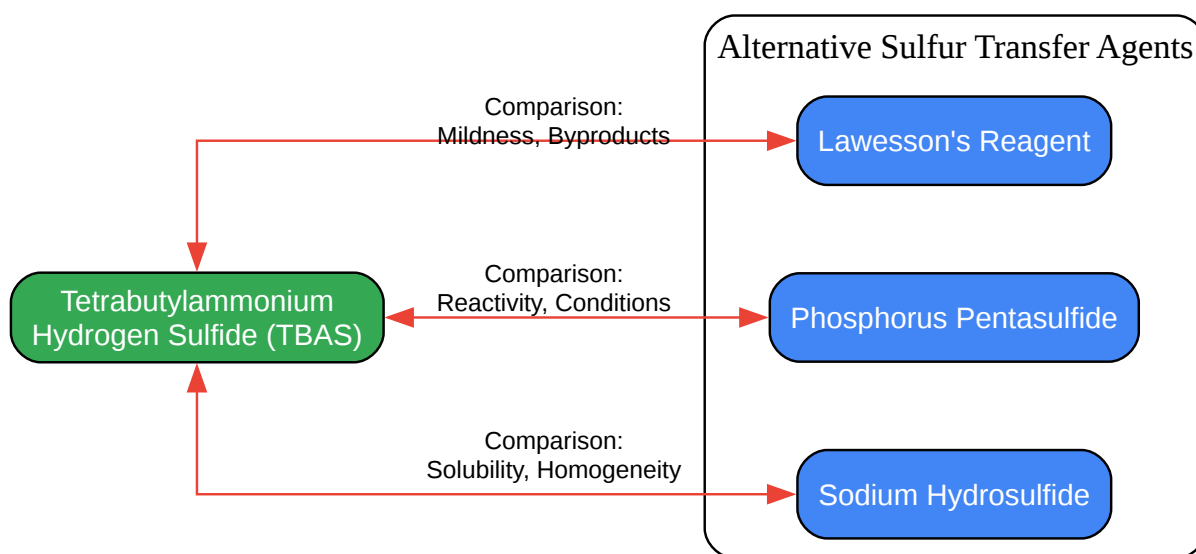 Alternative Sulfur Transfer Agents
Comparison:
Mildness, Byproducts
Lawesson's Reagent
Tetrabutylammonium
Hydrogen Sulfide (TBAS)
Comparison:
Reactivity, Conditions
Phosphorus Pentasulfide
Comparison:
Solubility, Homogeneity
Sodium Hydrosulfide